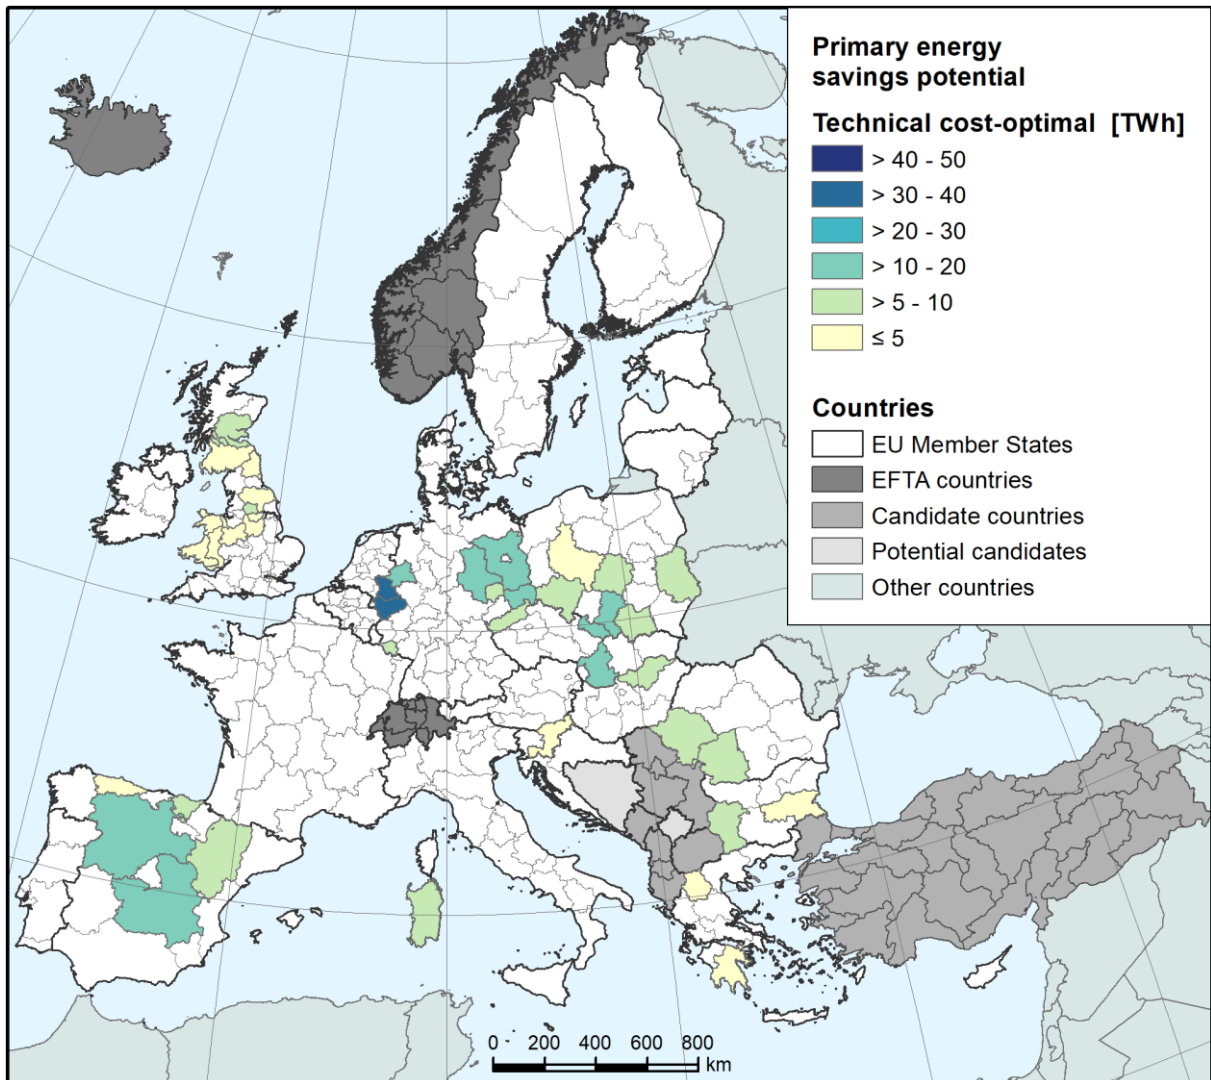 Primary energy
savings potential
Technical cost-optimal [TWh]
> 40 - 50
> 30 - 40
> 20 - 30
> 10 - 20
> 5 - 10
≤ 5
Countries
EU Member States
EFTA countries
Candidate countries
Potential candidates
Other countries
0 200 400 600 800
km